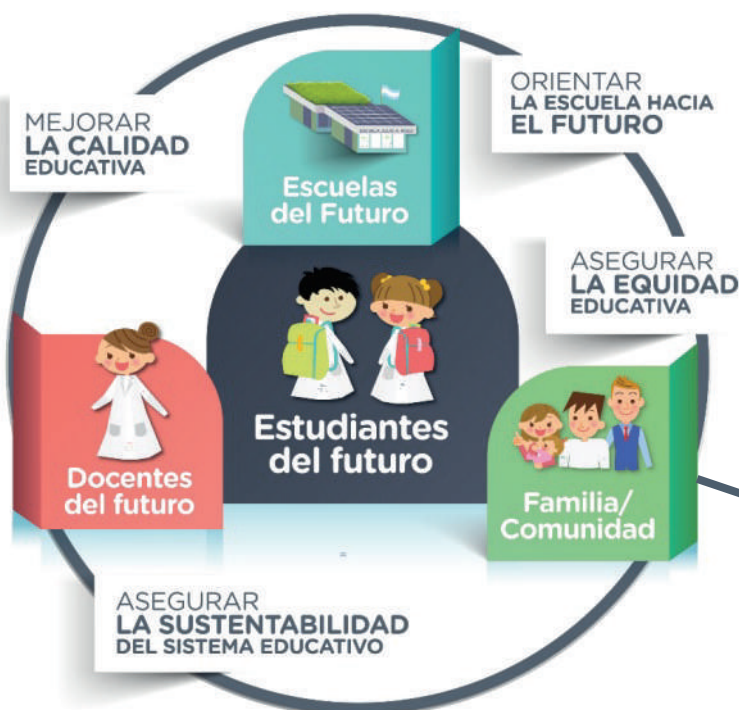 MEJORAR
LA CALIDAD
EDUCATIVA
ORIENTAR
LA ESCUELA HACIA
EL FUTURO
Escuelas
del Futuro
ASEGURAR
LA EQUIDAD
EDUCATIVA
Estudiantes
del futuro
Docentes
del futuro
Familia/
Comunidad
ASEGURAR
LA SUSTENTABILIDAD
DEL SISTEMA EDUCATIVO